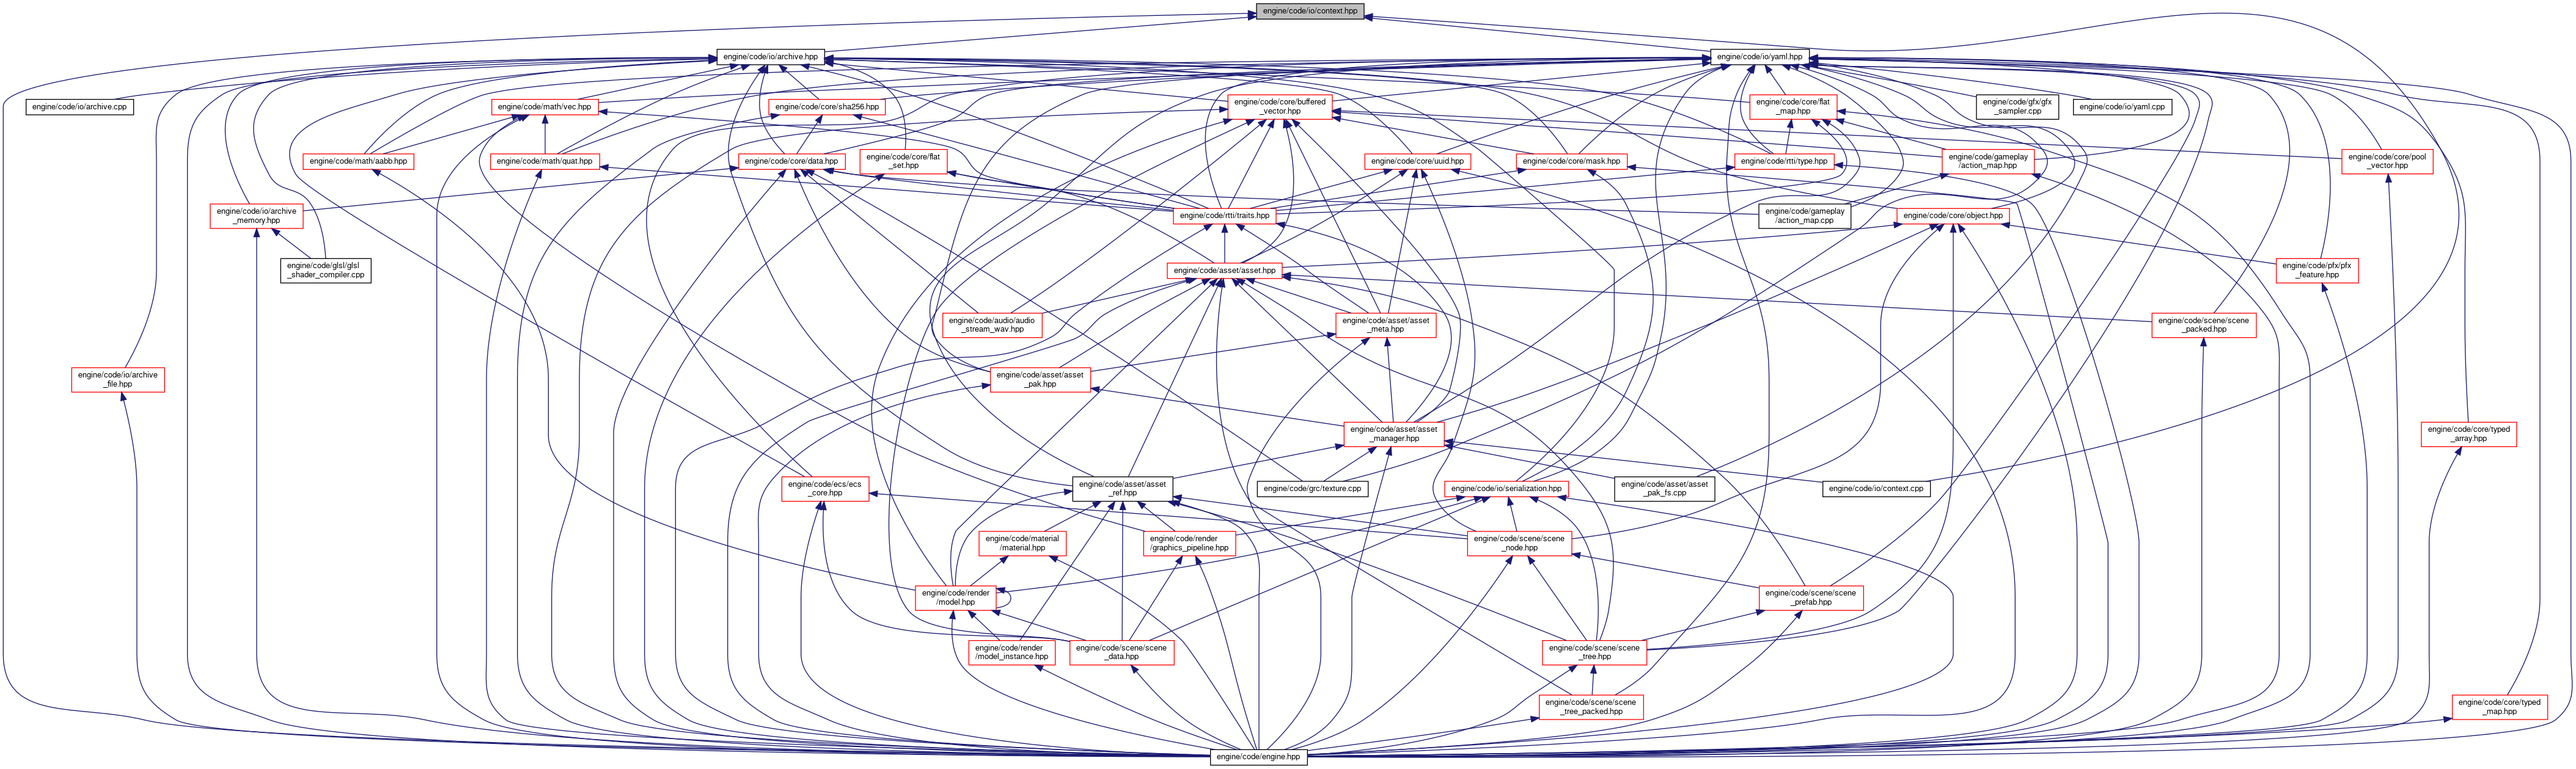 engine/code/io/context.hpp
engine/code/io/archive.hpp
engine/code/io/yaml.hpp
engine/code/io/archive.cpp
engine/code/math/vec.hpp
engine/code/core/sha256.hpp
engine/code/core/buffered
_vector.hpp
engine/code/core/flat
_map.hpp
engine/code/gfx/gfx
_sampler.cpp
engine/code/io/yaml.cpp
engine/code/math/aabb.hpp
engine/code/math/quat.hpp
engine/code/core/data.hpp
engine/code/core/flat
_set.hpp
engine/code/core/uuid.hpp
engine/code/core/mask.hpp
engine/code/rtti/type.hpp
engine/code/gameplay
/action_map.hpp
engine/code/core/pool
_vector.hpp
engine/code/io/archive
_memory.hpp
engine/code/rtti/traits.hpp
engine/code/gameplay
/action_map.cpp
engine/code/core/object.hpp
engine/code/glsl/glsl
_shader_compiler.cpp
engine/code/asset/asset.hpp
engine/code/pfx/pfx
_feature.hpp
engine/code/audio/audio
_stream_wav.hpp
engine/code/asset/asset
_meta.hpp
engine/code/scene/scene
_packed.hpp
engine/code/io/archive
_file.hpp
engine/code/asset/asset
_pak.hpp
engine/code/asset/asset
_manager.hpp
engine/code/core/typed
_array.hpp
engine/code/ecs/ecs
_core.hpp
engine/code/asset/asset
_ref.hpp
engine/code/grc/texture.cpp
engine/code/io/serialization.hpp
engine/code/asset/asset
_pak_fs.cpp
engine/code/io/context.cpp
engine/code/material
/material.hpp
engine/code/render
/graphics_pipeline.hpp
engine/code/scene/scene
_node.hpp
engine/code/render
/model.hpp
engine/code/scene/scene
_prefab.hpp
engine/code/render
/model_instance.hpp
engine/code/scene/scene
_data.hpp
engine/code/scene/scene
_tree.hpp
engine/code/scene/scene
_tree_packed.hpp
engine/code/core/typed
_map.hpp
engine/code/engine.hpp